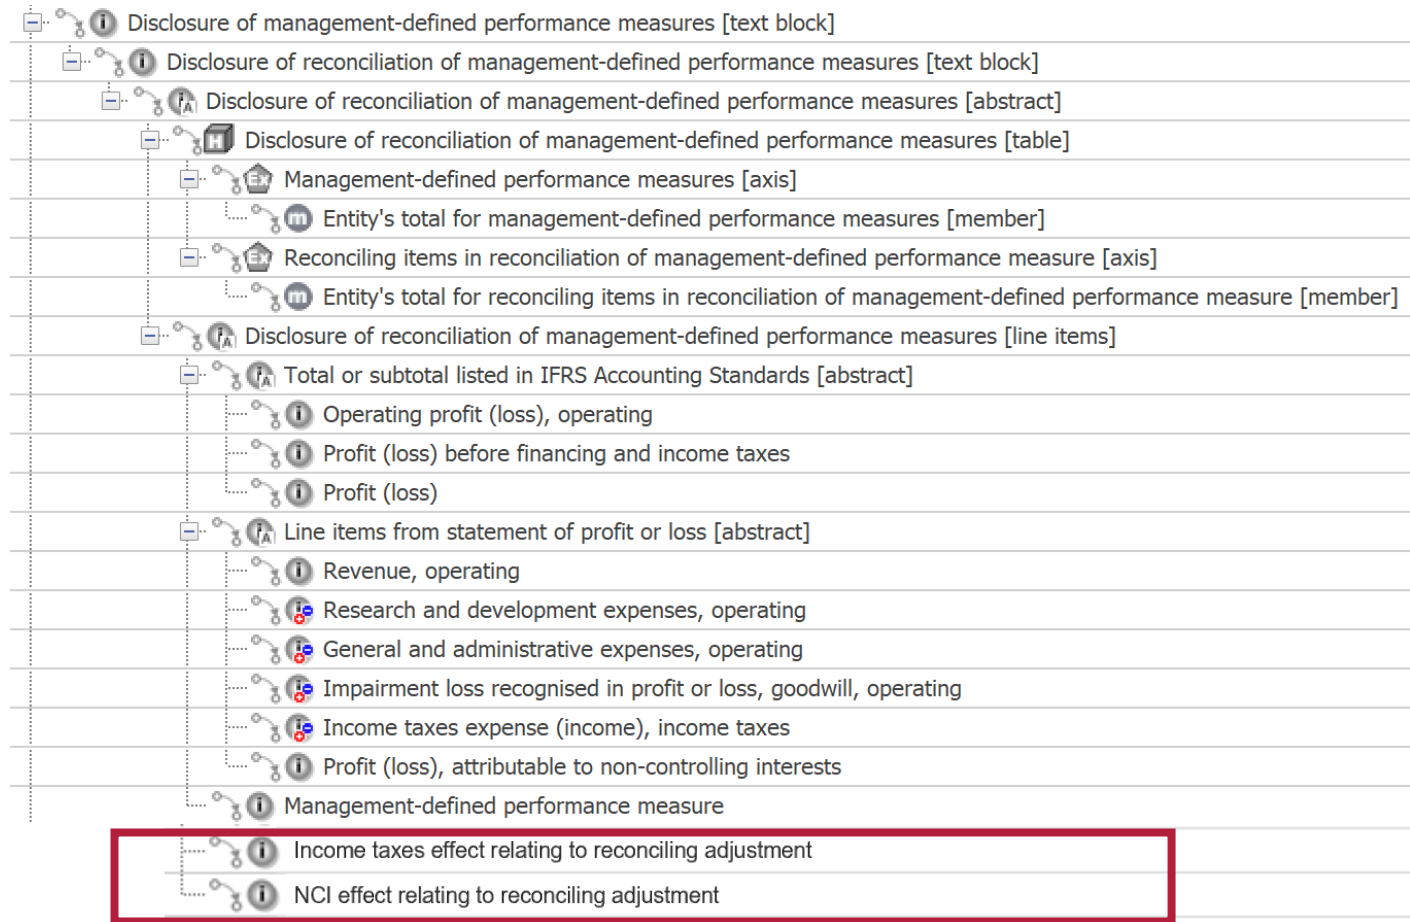 Disclosure of management-defined performance measures [text block]
Disclosure of reconciliation of management-defined performance measures [text block]
Disclosure of reconciliation of management-defined performance measures [abstract]
Disclosure of reconciliation of management-defined performance measures [table]
Management-defined performance measures [axis]
Entity's total for management-defined performance measures [member]
Reconciling items in reconciliation of management-defined performance measure [axis]
Entity's total for reconciling items in reconciliation of management-defined performance measure [member]
Disclosure of reconciliation of management-defined performance measures [line items]
Total or subtotal listed in IFRS Accounting Standards [abstract]
Operating profit (loss), operating
Profit (loss) before financing and income taxes
Profit (loss)
Line items from statement of profit or loss [abstract]
Revenue, operating
Research and development expenses, operating
General and administrative expenses, operating
Impairment loss recognised in profit or loss, goodwill, operating
Income taxes expense (income), income taxes
Profit (loss), attributable to non-controlling interests
Management-defined performance measure
Income taxes effect relating to reconciling adjustment
NCI effect relating to reconciling adjustment